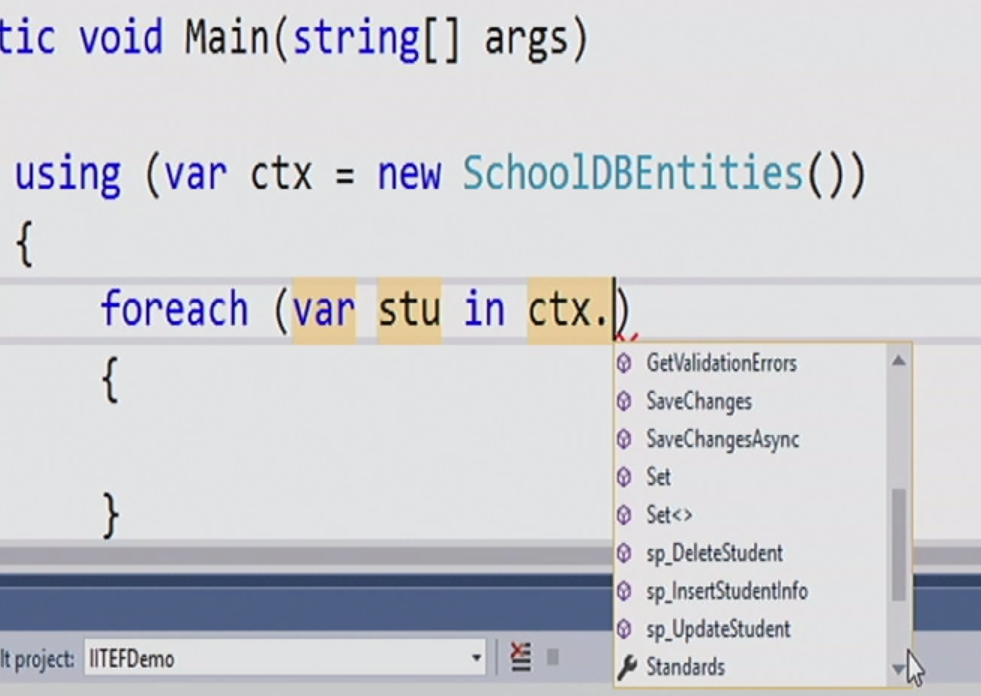 tic void Main(string[] args)
using (var ctx = new SchoolDBEntities())
{
foreach (var stu in ctx.)
{
GetValidationErrors
SaveChanges
SaveChangesAsync
Set
Set<>
sp_DeleteStudent
sp_InsertStudentInfo
sp_UpdateStudent
Standards
}
lt project: IITEFDemo